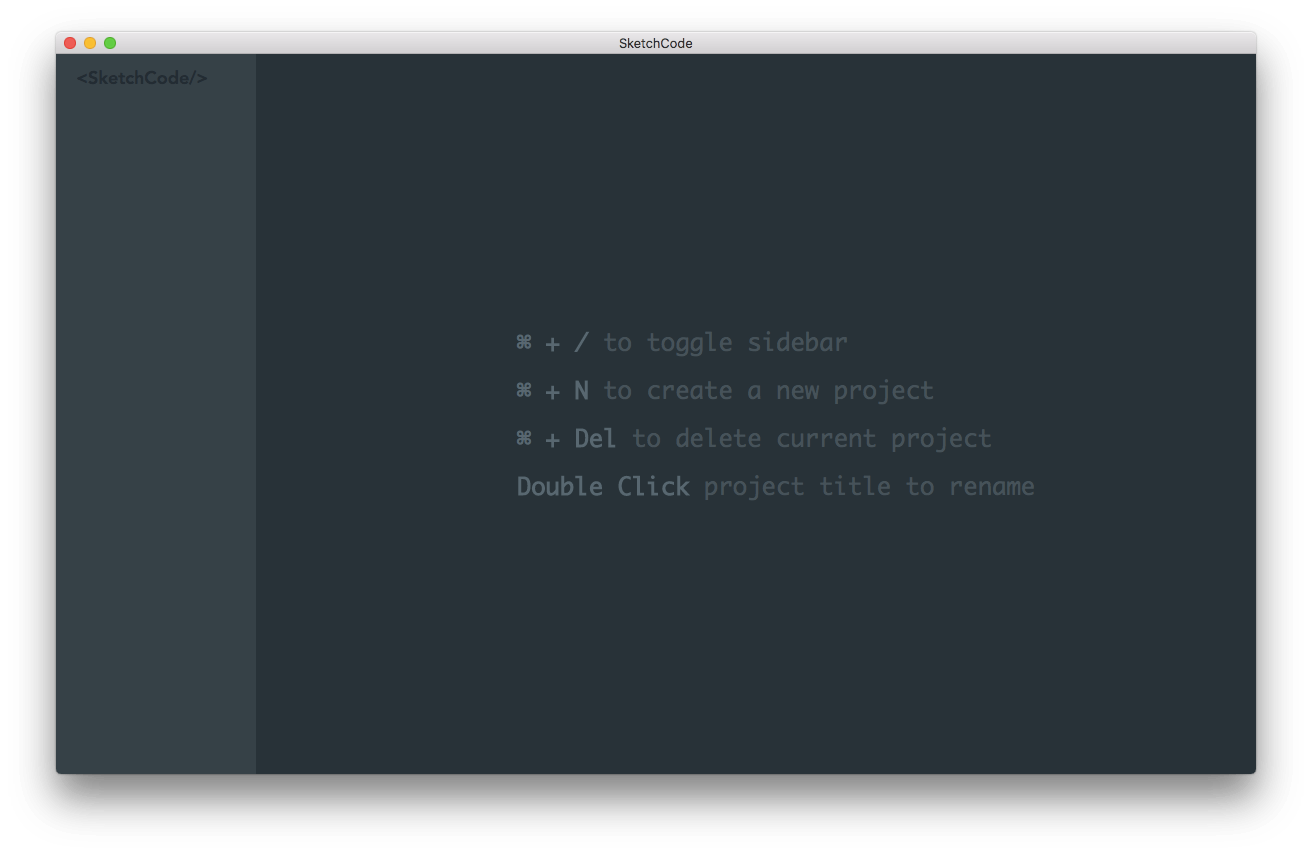 SketchCode
<SketchCode/>
⌘ + / to toggle sidebar
⌘ + N to create a new project
⌘ + Del to delete current project
Double Click project title to rename